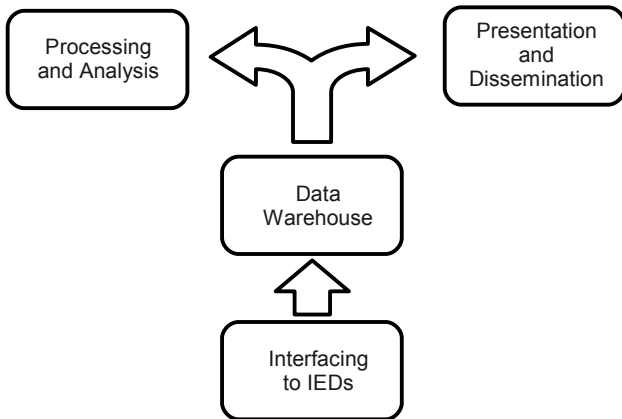 Processing
and Analysis
Presentation
and
Dissemination
Data
Warehouse
Interfacing
to IEDs